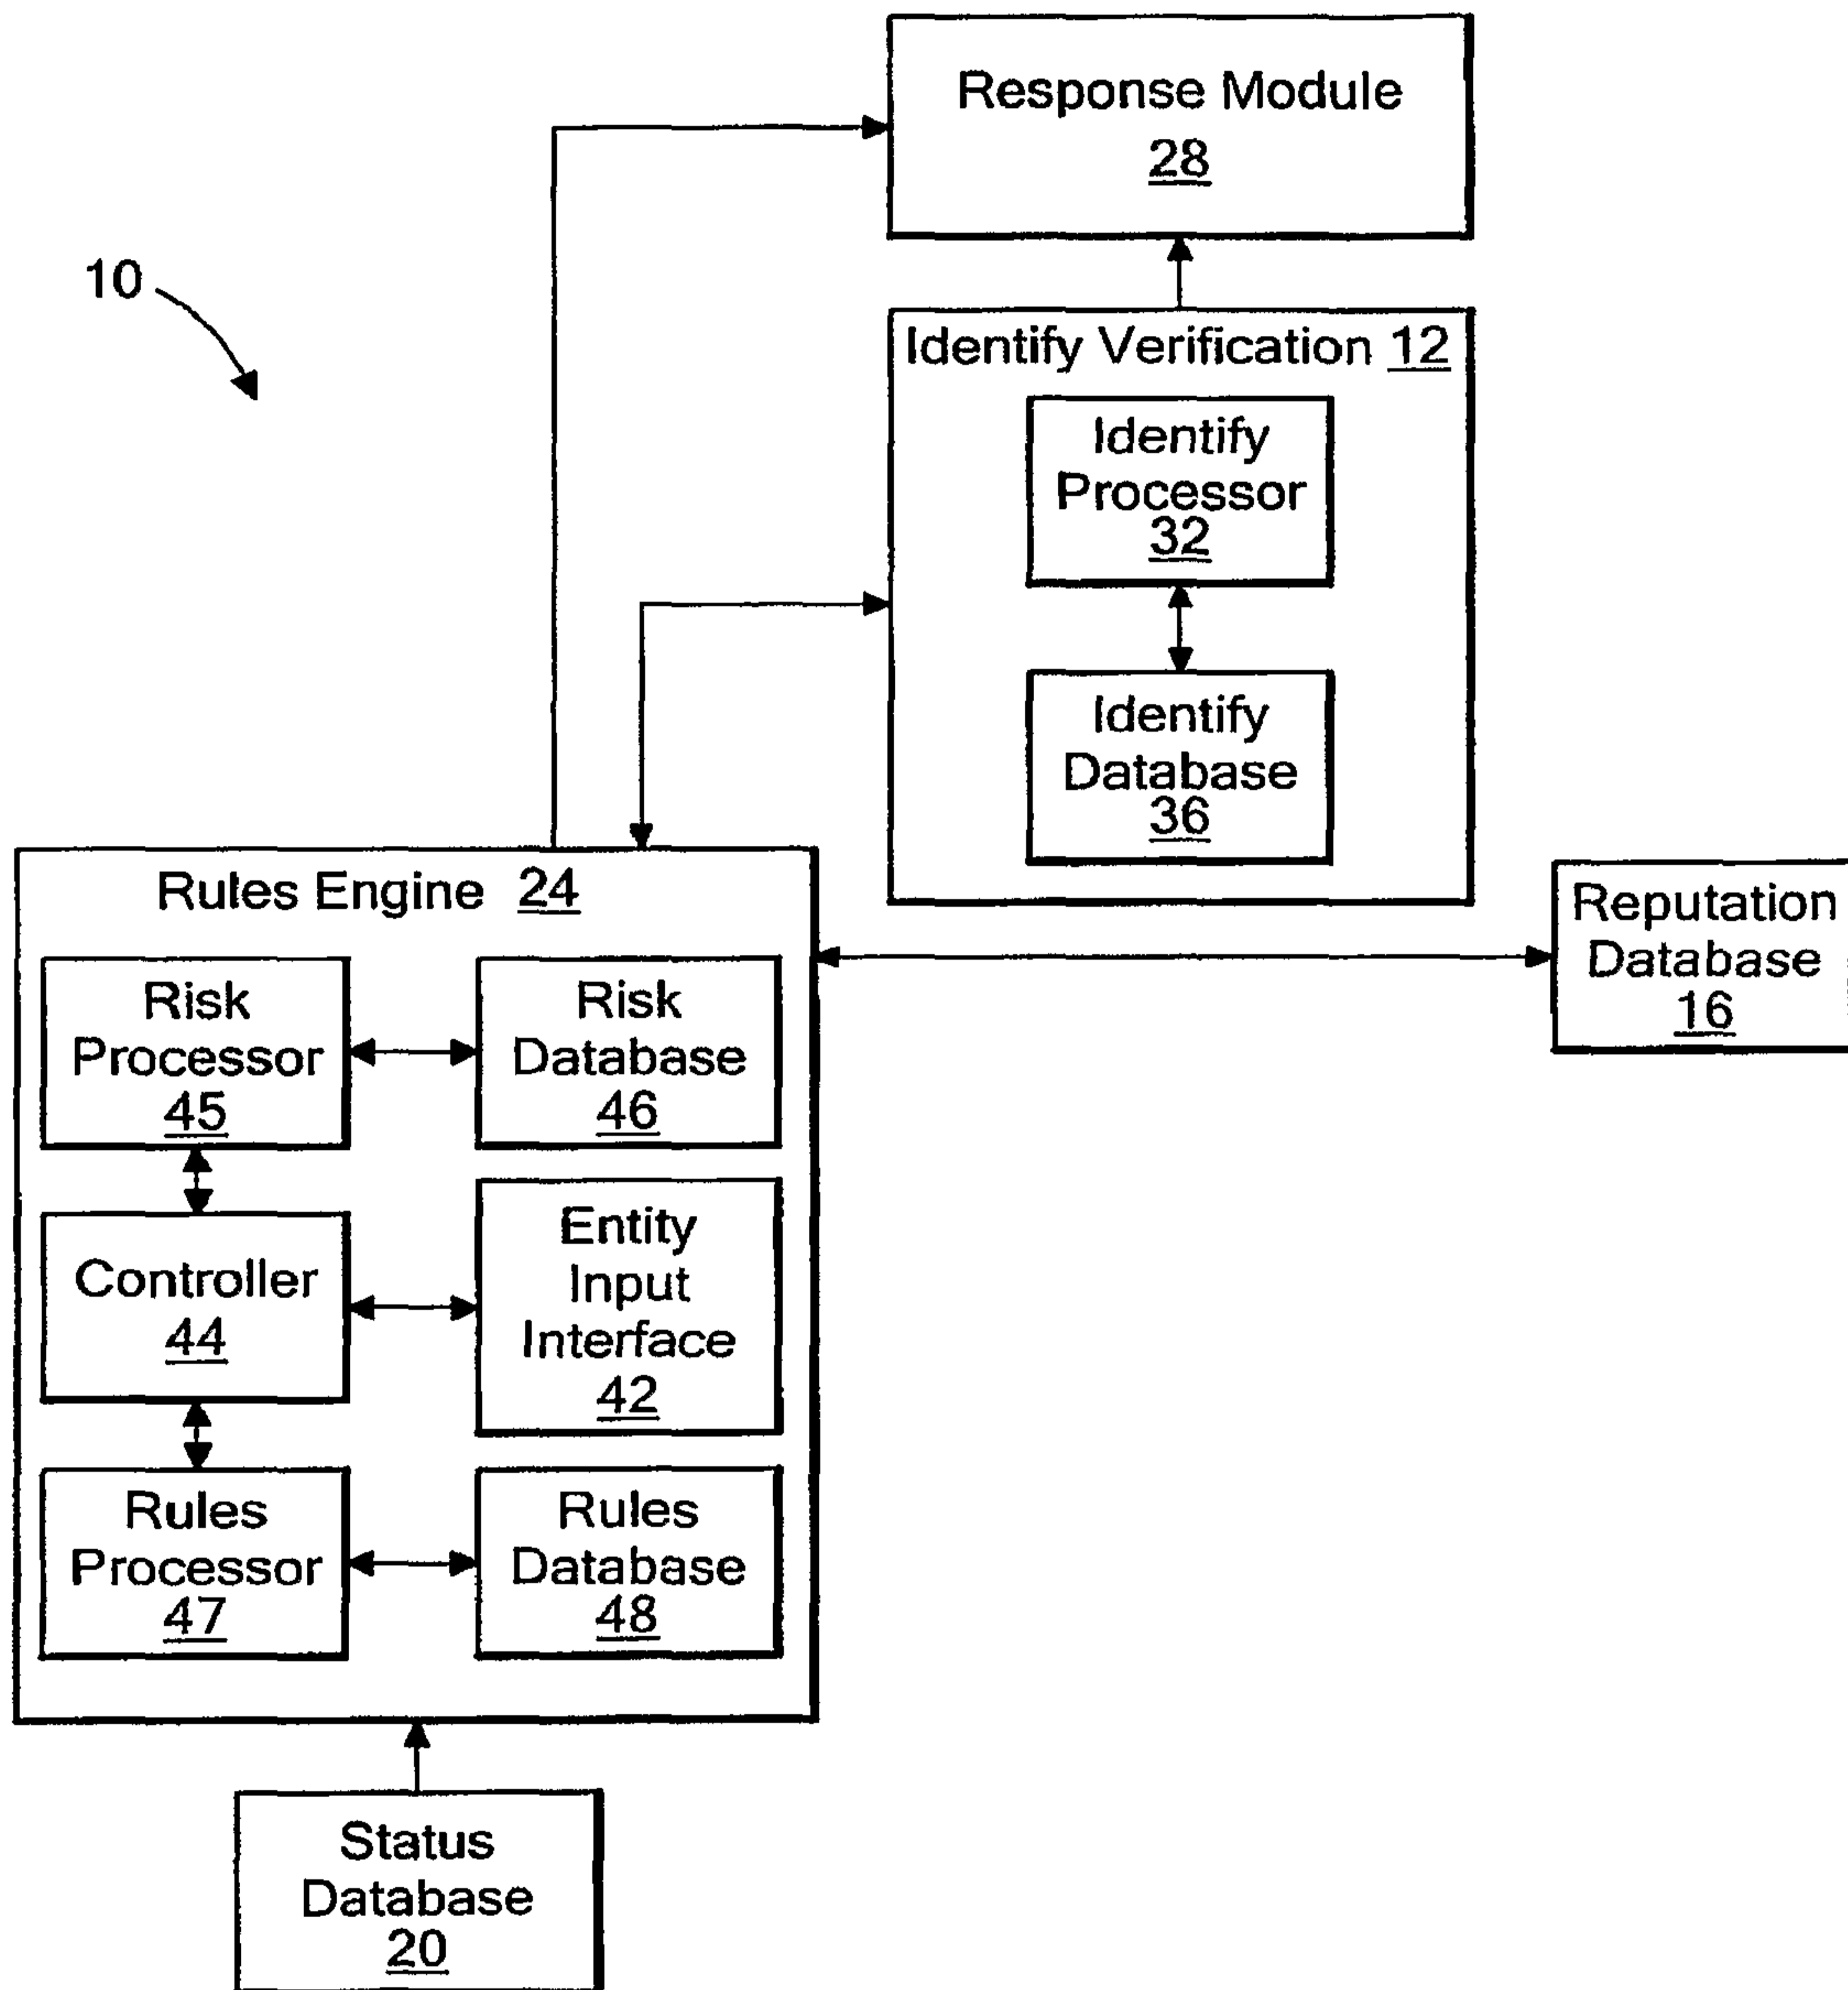 Response Module
28
10
Identify Verification 12
Identify
Processor
32
Identify
Database
36
Rules Engine 24
Reputation
Database
16
Risk
Processor
45
Risk
Database
46
Controller
44
Entity
Input
Interface
42
Rules
Processor
47
Rules
Database
48
Status
Database
20